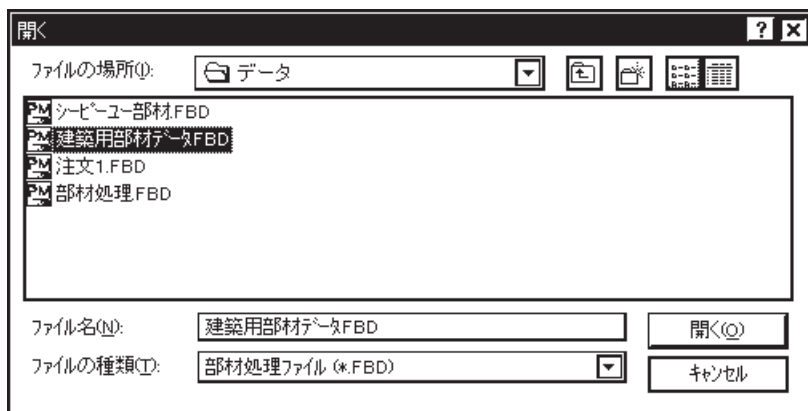 開く
ファイルの場所(I):
データ
PM シーピーユー部材.FBD
PM 建築用部材データ.FBD
PM 注文1.FBD
PM 部材処理.FBD
ファイル名(N):
建築用部材データ.FBD
開く(O)
ファイルの種類(T):
部材処理ファイル (*.FBD)
キャンセル